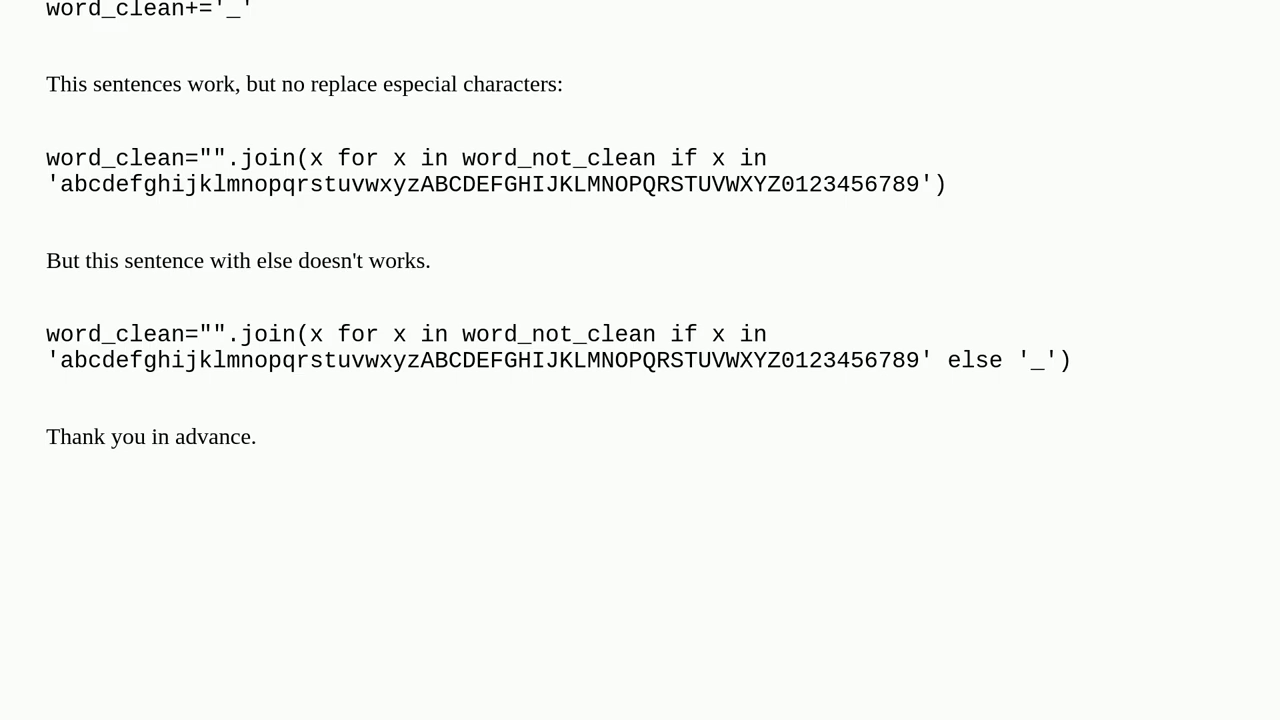 word_clean+='_'
This sentences work, but no replace especial characters:
word_clean="".join(x for x in word_not_clean if x in
'abcdefghijklmnopqrstuvwxyzABCDEFGHIJKLMNOPQRSTUVWXYZ0123456789')
But this sentence with else doesn't works.
word_clean="".join(x for x in word_not_clean if x in
'abcdefghijklmnopqrstuvwxyzABCDEFGHIJKLMNOPQRSTUVWXYZ0123456789' else '_')
Thank you in advance.